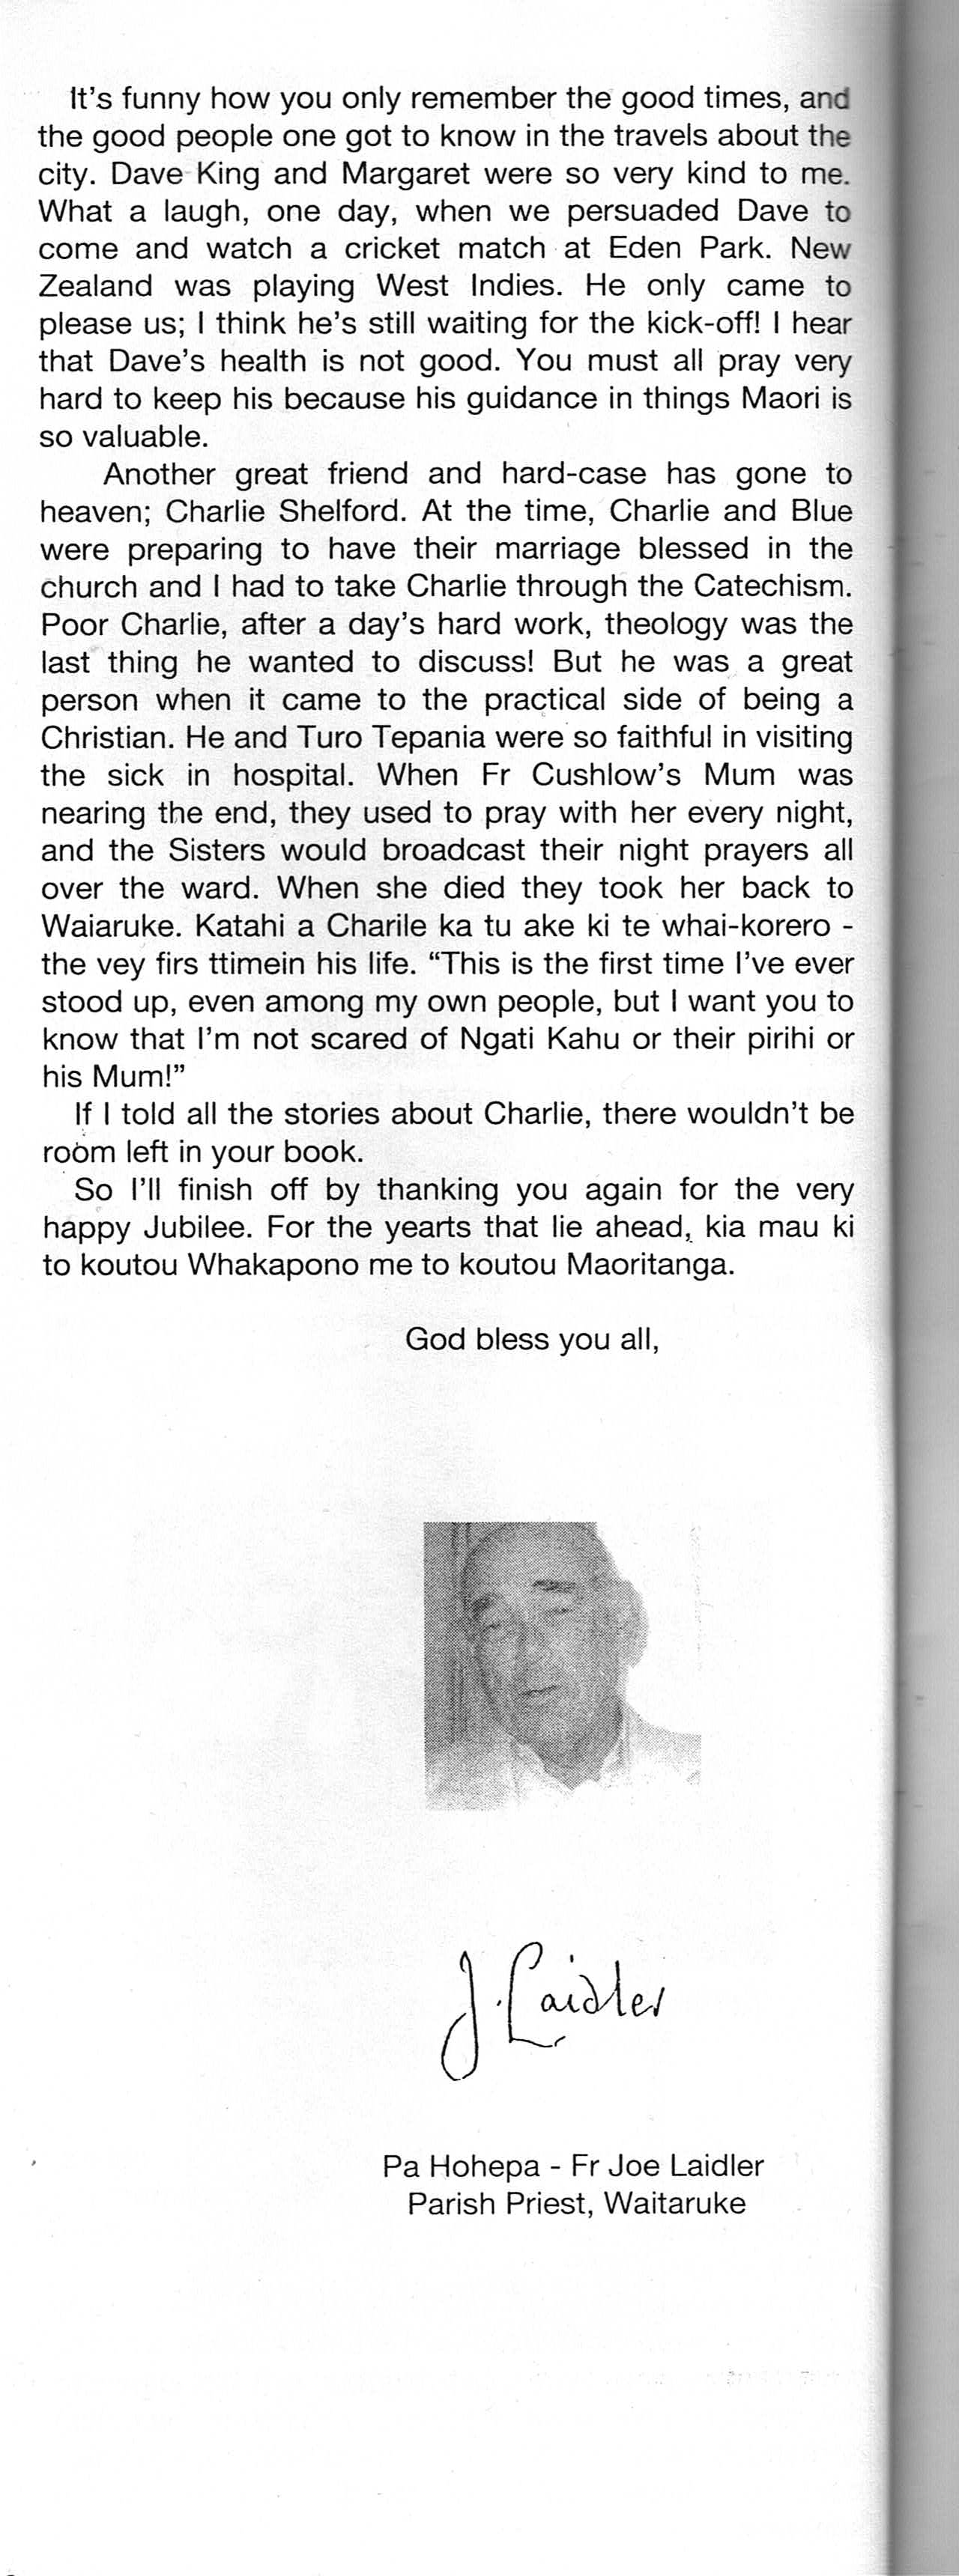 It's funny how you only remember the good times, and
the good people one got to know in the travels about the
city. Dave King and Margaret were so very kind to me.
What a laugh, one day, when we persuaded Dave to
come and watch a cricket match at Eden Park. New
Zealand was playing West Indies. He only came to
please us; I think he's still waiting for the kick-off! I hear
that Dave's health is not good. You must all pray very
hard to keep his because his guidance in things Maori is
so valuable.
Another great friend and hard-case has gone to
heaven; Charlie Shelford. At the time, Charlie and Blue
were preparing to have their marriage blessed in the
church and I had to take Charlie through the Catechism.
Poor Charlie, after a day's hard work, theology was the
last thing he wanted to discuss! But he was a great
person when it came to the practical side of being a
Christian. He and Turo Tepania were so faithful in visiting
the sick in hospital. When Fr Cushlow's Mum was
nearing the end, they used to pray with her every night,
and the Sisters would broadcast their night prayers all
over the ward. When she died they took her back to
Waiaruke. Katahi a Charile ka tu ake ki te whai-korero -
the vey firs ttimein his life. “This is the first time I've ever
stood up, even among my own people, but I want you to
know that I'm not scared of Ngati Kahu or their pirihi or
his Mum!”
If I told all the stories about Charlie, there wouldn't be
room left in your book.
So I'll finish off by thanking you again for the very
happy Jubilee. For the yearts that lie ahead, kia mau ki
to koutou Whakapono me to koutou Maoritanga.
God bless you all,
J. Laidler
Pa Hohepa - Fr Joe Laidler
Parish Priest, Waitaruke